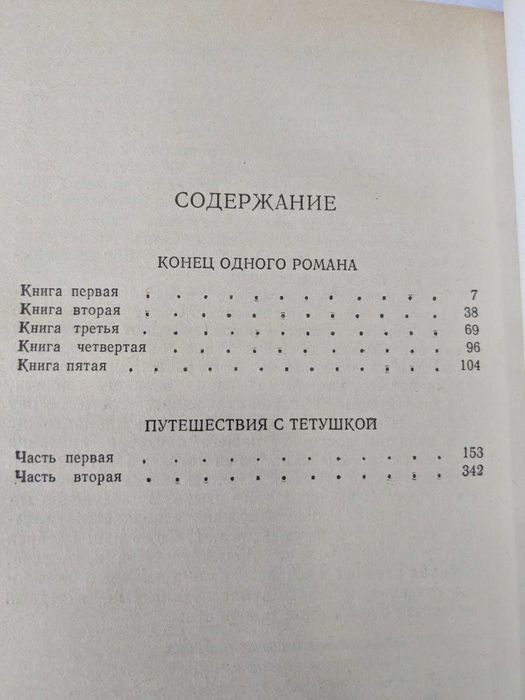 СОДЕРЖАНИЕ
КОНЕЦ ОДНОГО РОМАНА
Книга первая . . . . . . . . . . . . . 7
Книга вторая . . . . . . . . . . . . . 38
Книга третья . . . . . . . . . . . . . 69
Книга четвертая . . . . . . . . . . . . 96
Книга пятая . . . . . . . . . . . . . . 104
ПУТЕШЕСТВИЯ С ТЕТУШКОЙ
Часть первая . . . . . . . . . . . . . 153
Часть вторая . . . . . . . . . . . . . 342